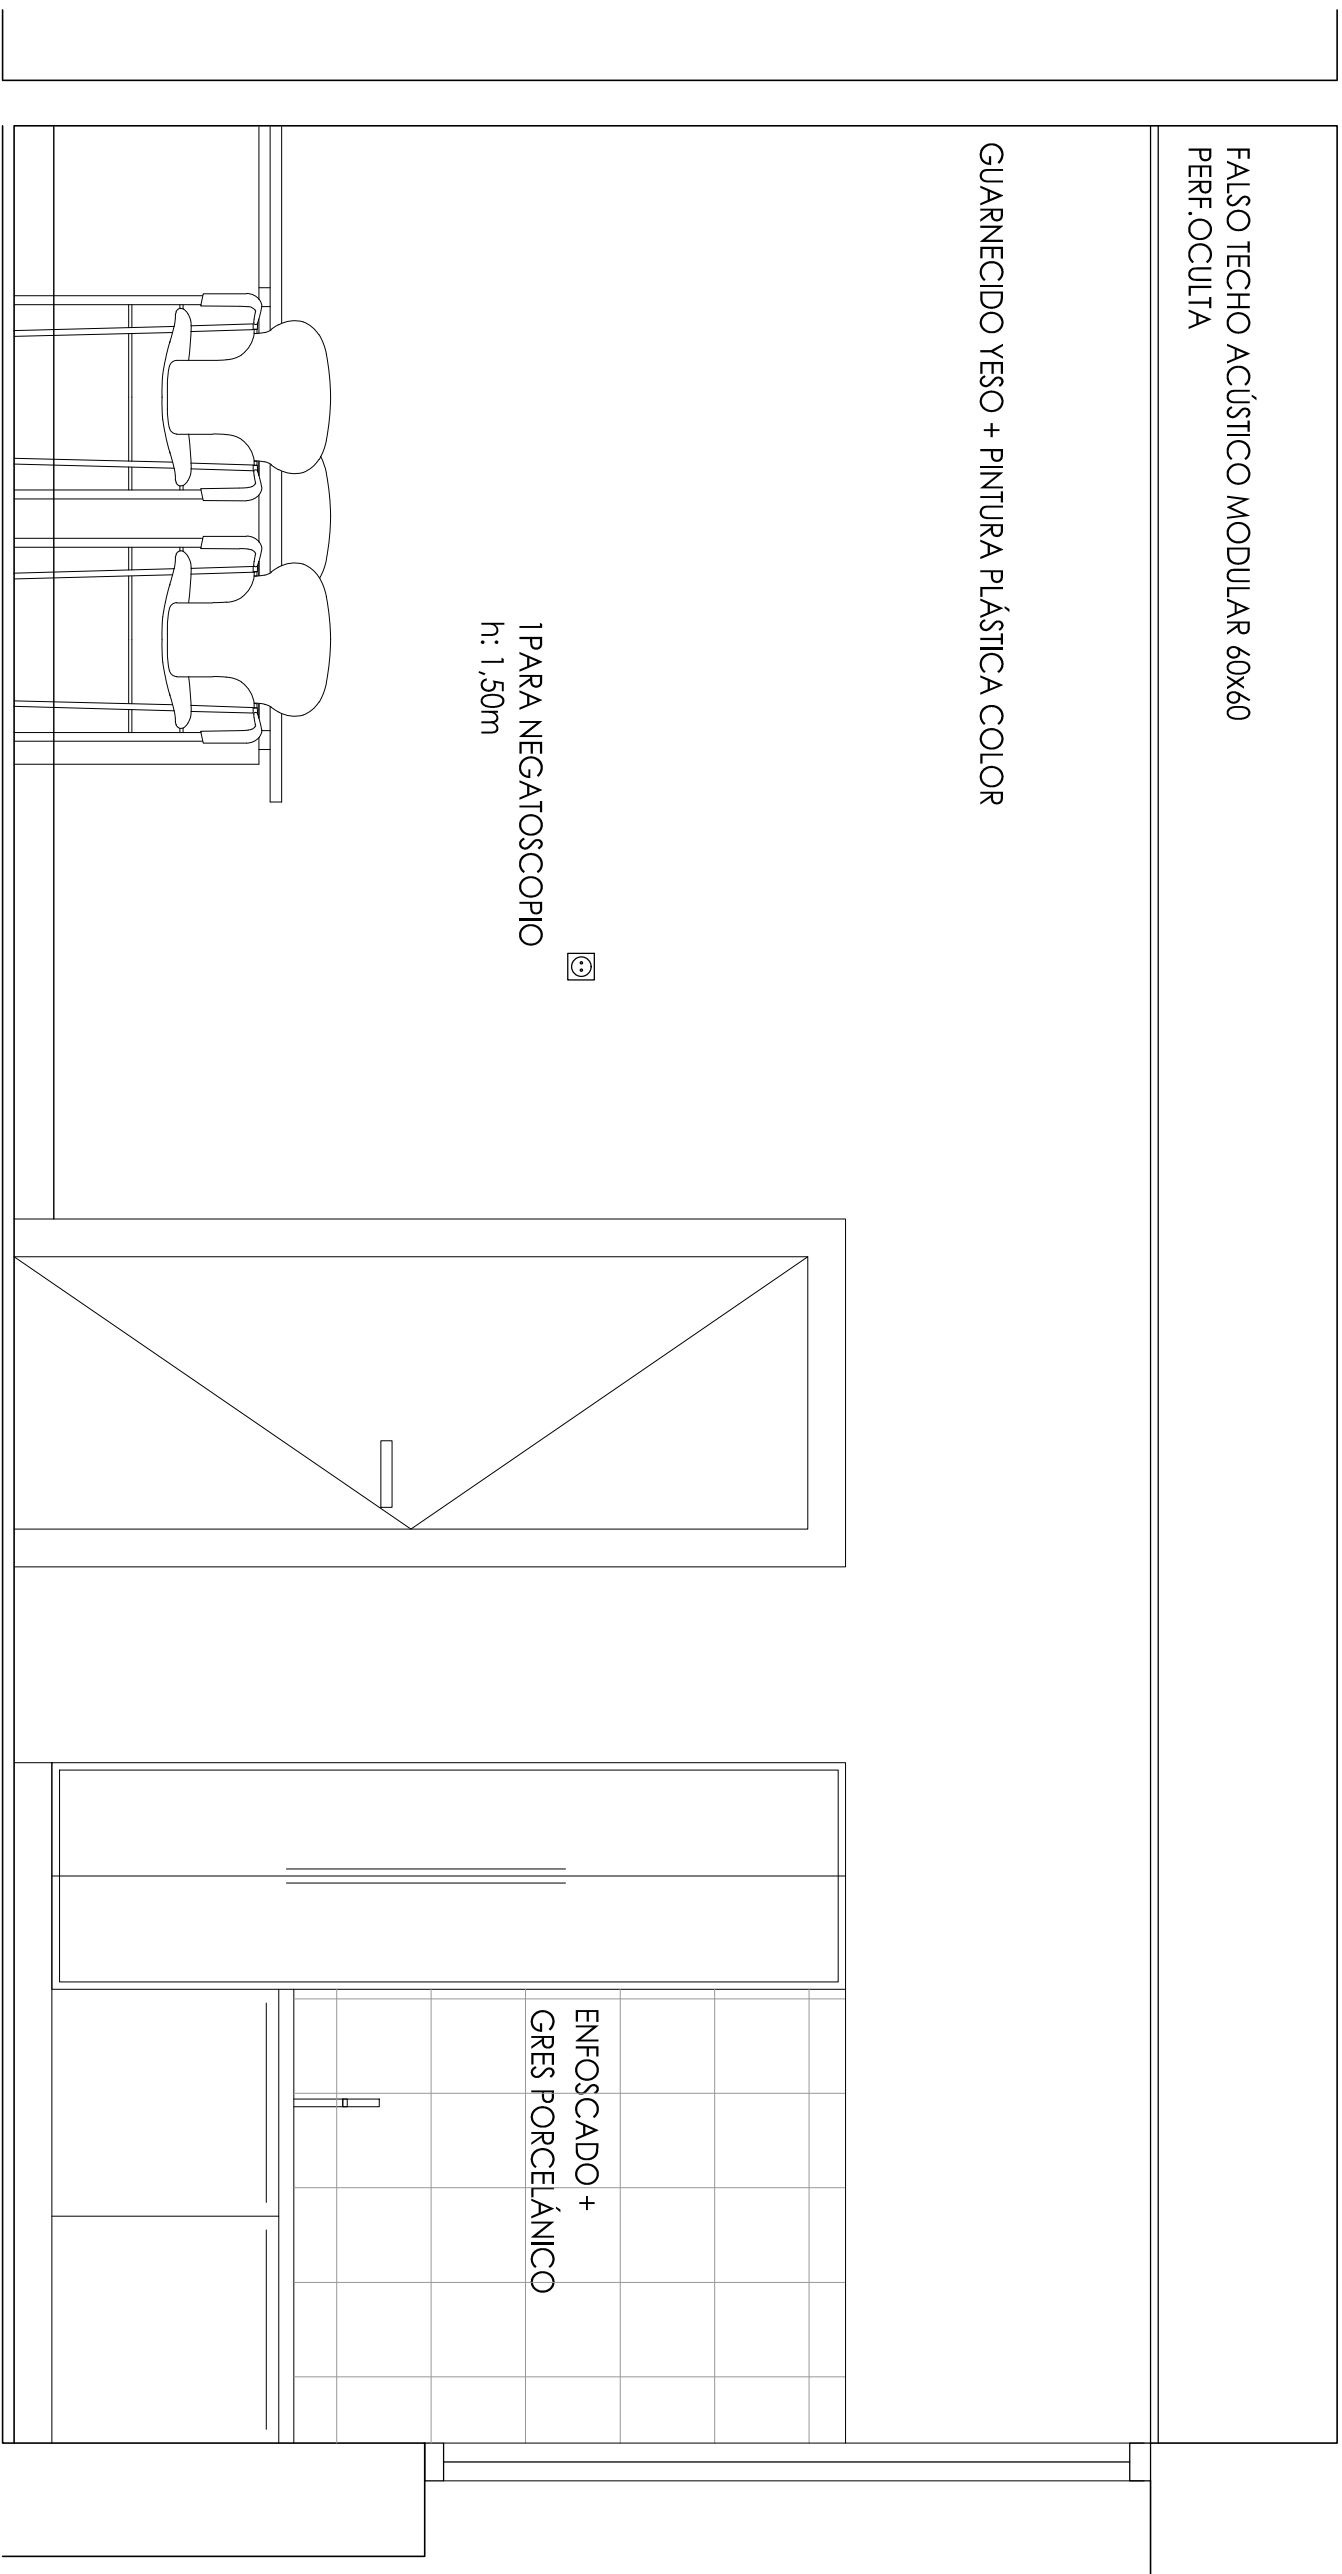 FALSO TECHO ACÚSTICO MODULAR 60x60
PERF.OCULTA
GUARNECIDO YESO + PINTURA PLÁSTICA COLOR
1PARA NEGATOSCOPIO
h: 1,50m
ENFOSCADO +
GRES PORCELÁNICO